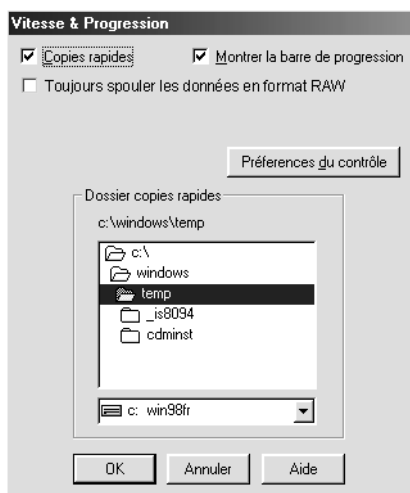 Vitesse & Progression
Copies rapides
Montrer la barre de progression
Toujours spouler les données en format RAW
Préferences du contrôle
Dossier copies rapides
c:\windows\temp
c:\
windows
temp
_is8094
cdminst
c: win98fr
OK
Annuler
Aide